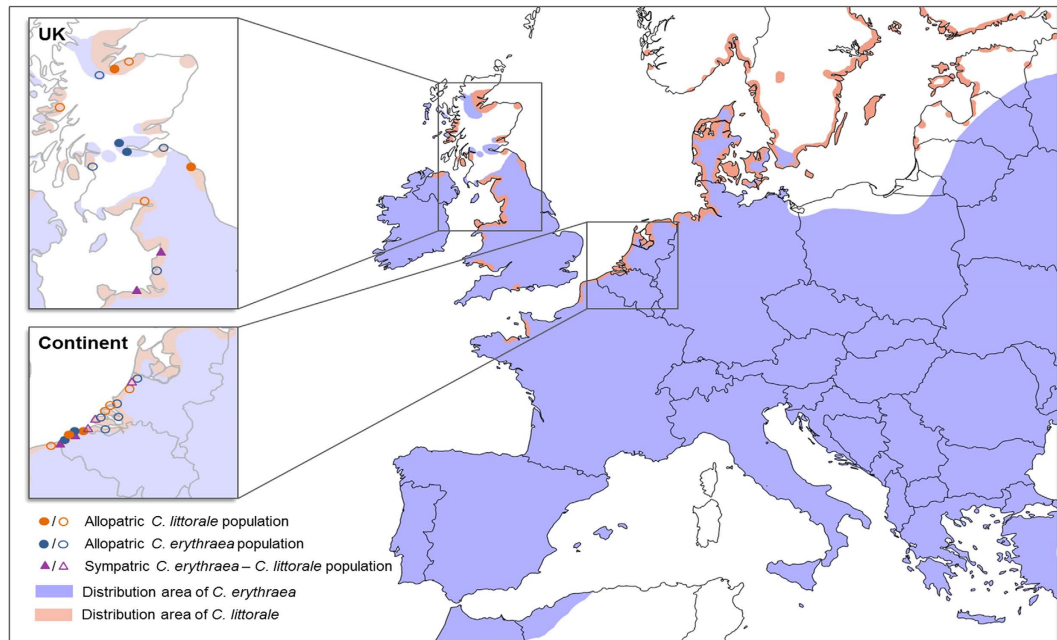 UK
Continent
Allopatric C. littorale population
Allopatric C. erythraea population
Sympatric C. erythraea – C. littorale population
Distribution area of C. erythraea
Distribution area of C. littorale